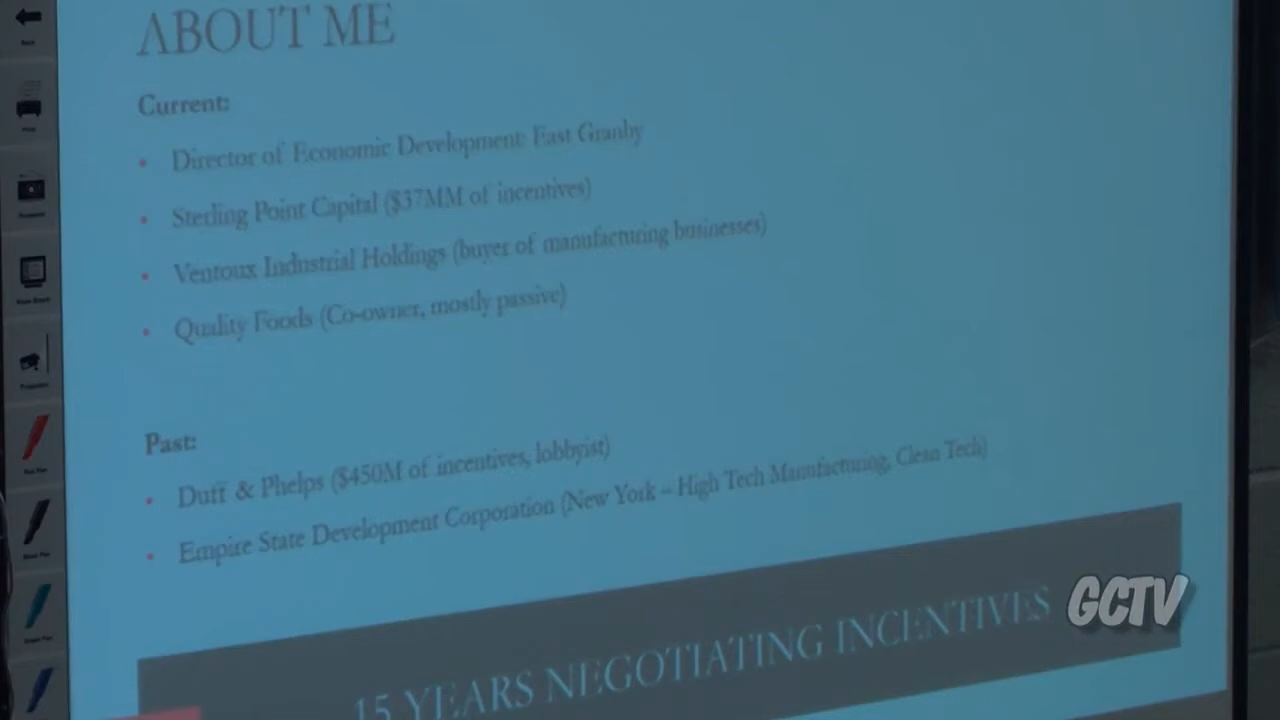 ABOUT ME
Current:
• Director of Economic Development: East Granby
• Sterling Point Capital ($37MM of incentives)
• Ventoux Industrial Holdings (buyer of manufacturing businesses)
• Quality Foods (Co-owner, mostly passive)
Past:
• Duff & Phelps ($450M of incentives, lobbyist)
• Empire State Development Corporation (New York – High Tech Manufacturing, Clean Tech)
15 YEARS NEGOTIATING INCENTIVES
GCTV